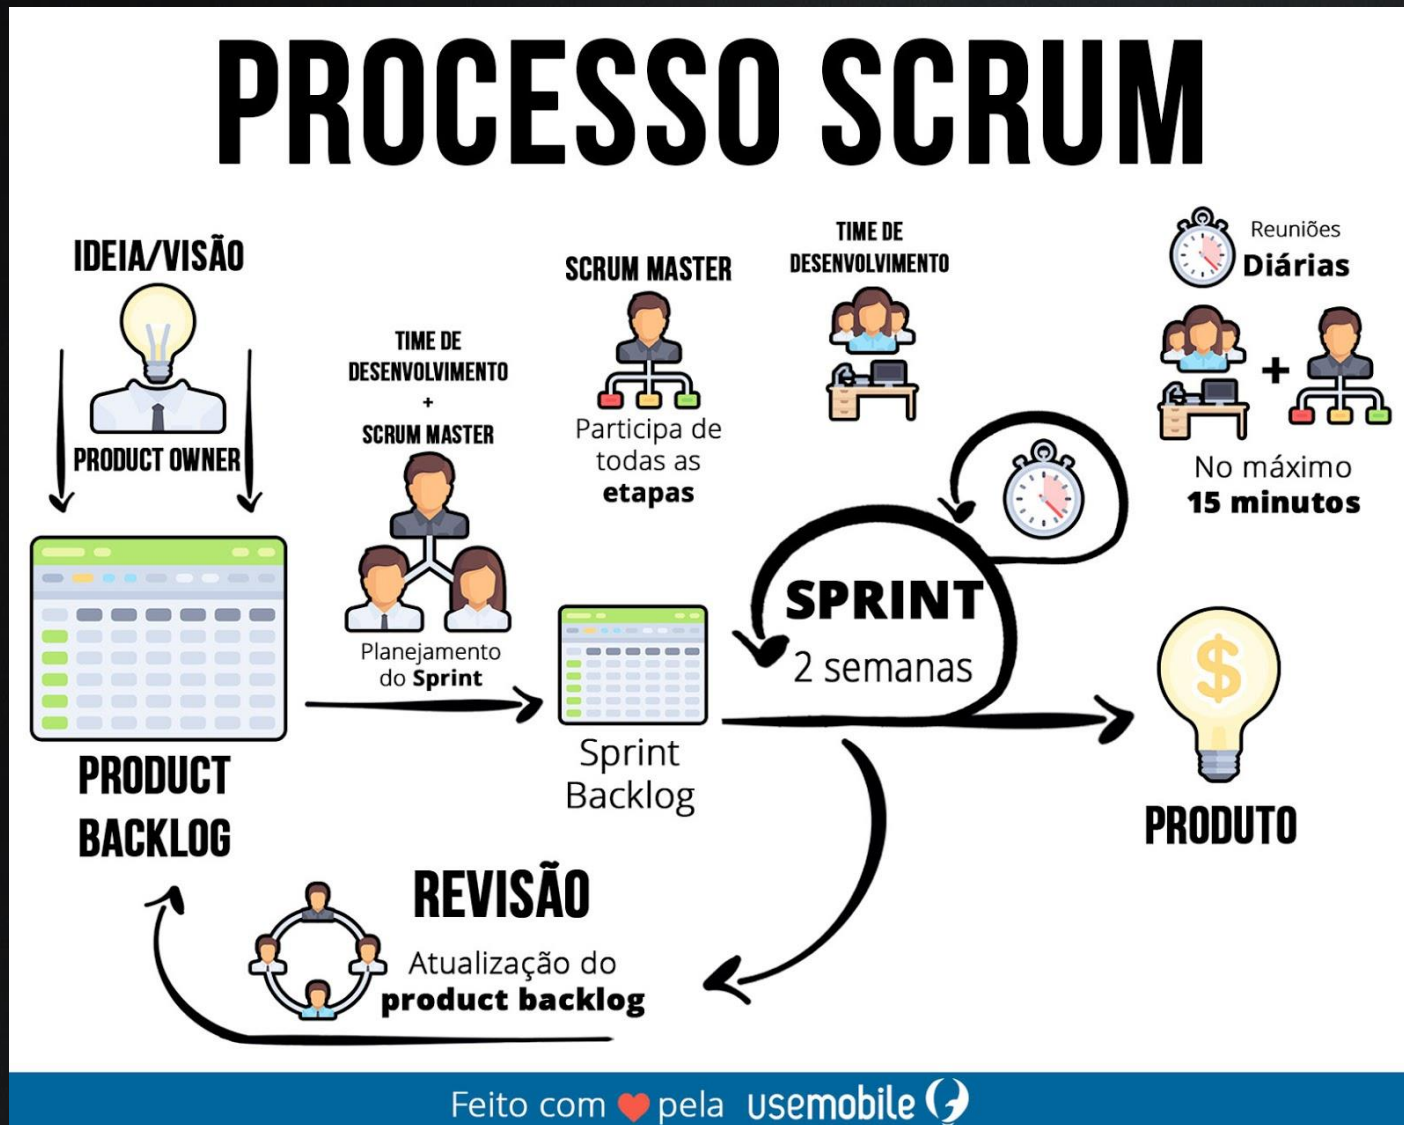 PROCESSO SCRUM
IDEIA/VISÃO
PRODUCT OWNER
PRODUCT
BACKLOG
TIME DE
DESENVOLVIMENTO
+
SCRUM MASTER
Planejamento
do Sprint
SCRUM MASTER
Participa de
todas as
etapas
Sprint
Backlog
TIME DE
DESENVOLVIMENTO
SPRINT
2 semanas
Reuniões
Diárias
+
No máximo
15 minutos
$
PRODUTO
REVISÃO
Atualização do
product backlog
Feito com ❤ pela usemobile